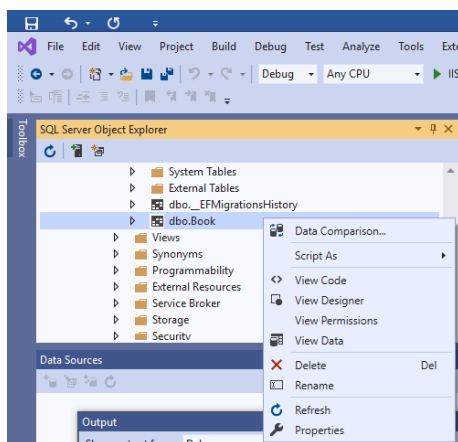 File Edit View Project Build Debug Test Analyze Tools Exte
Debug Any CPU IIS
Toolbox
SQL Server Object Explorer
System Tables
External Tables
dbo.__EFMigrationsHistory
dbo.Book
Views
Synonyms
Programmability
External Resources
Service Broker
Storage
Security
Data Comparison...
Script As
View Code
View Designer
View Permissions
View Data
Delete Del
Rename
Refresh
Properties
Data Sources
Output